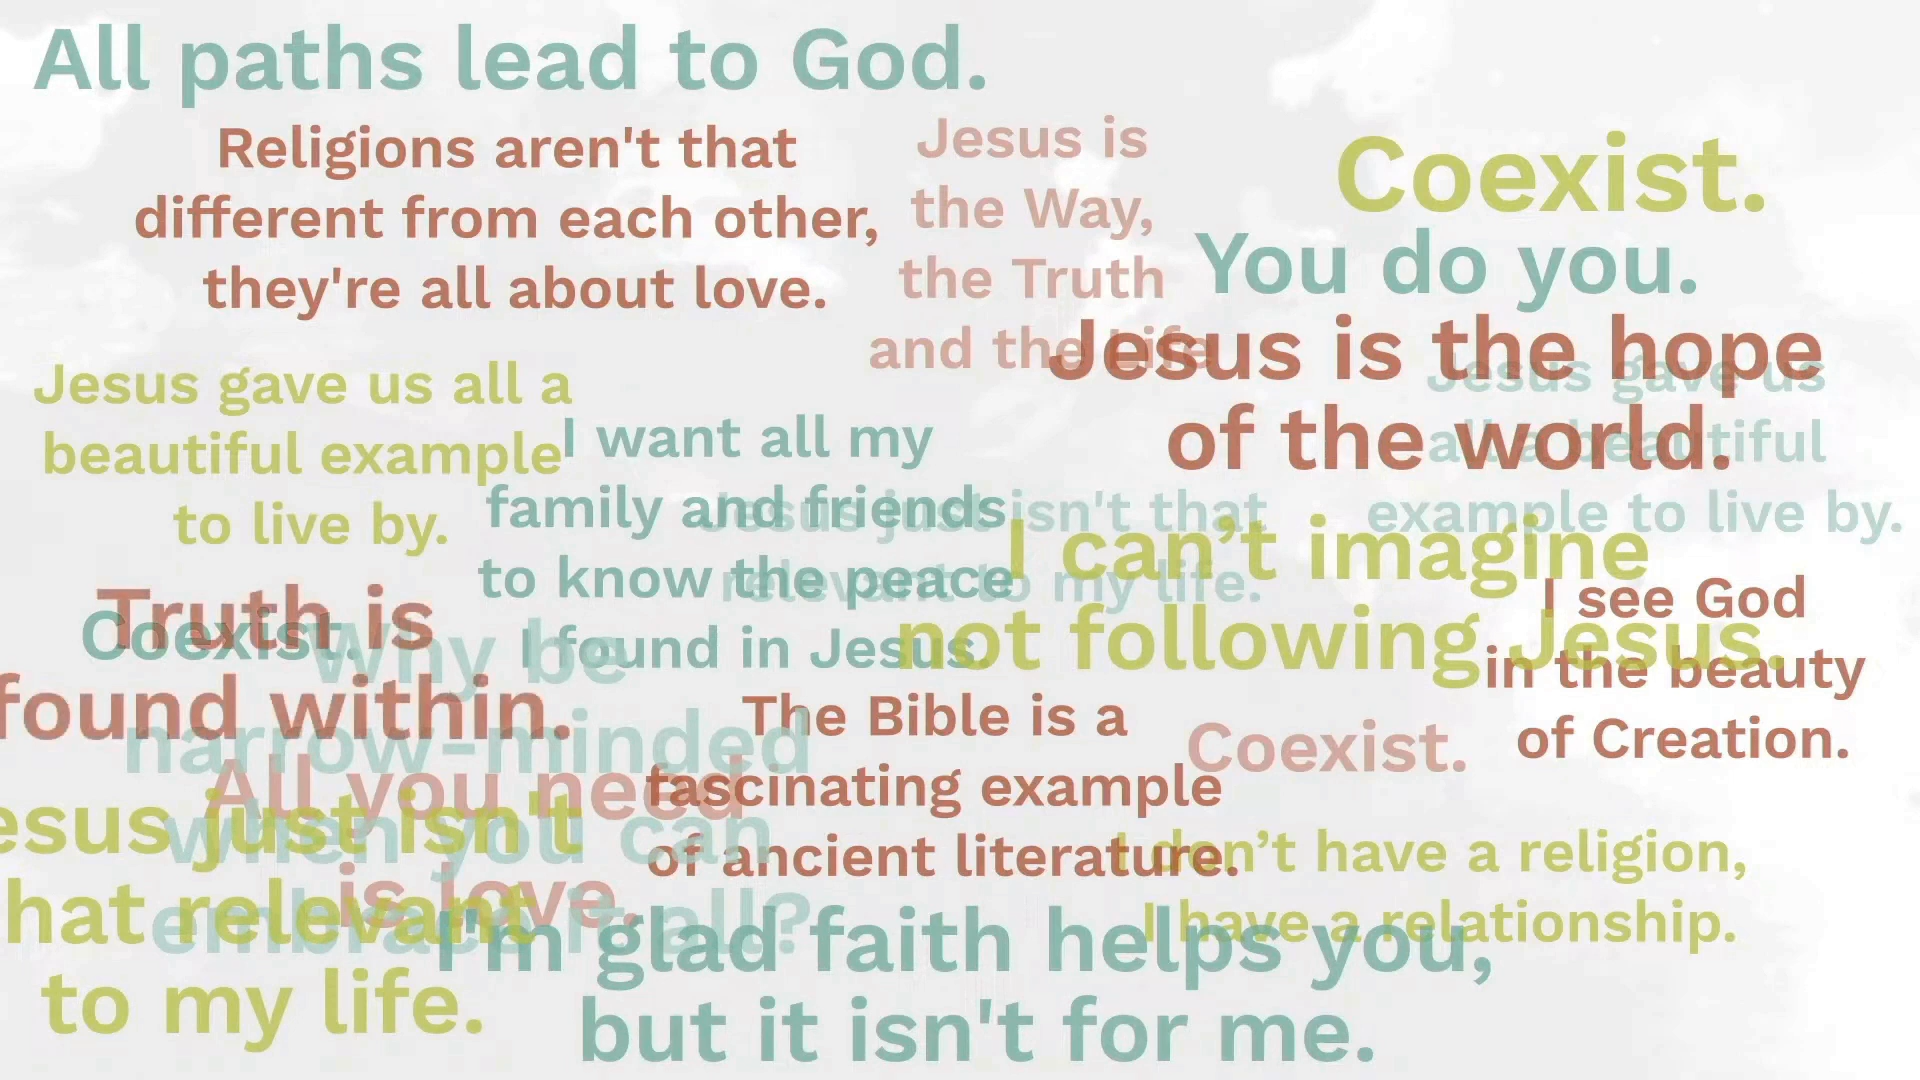 All paths lead to God.
Religions aren't that
different from each other,
they're all about love.
Jesus is
the Way,
the Truth
and the Life
Coexist.
You do you.
Jesus is the hope
of the world.
Jesus gave us all a
beautiful example
to live by.
Jesus gave us
all a beautiful
example to live by.
I want all my
family and friends
to know the peace
I found in Jesus.
Jesus just isn't that
relevant to my life.
I can’t imagine
not following Jesus.
I see God
in the beauty
of Creation.
Truth is
found within.
Coexist.
Why be
narrow-minded
when you can
embrace it all?
The Bible is a
fascinating example
of ancient literature.
Coexist.
All you need
is love.
esus just isn't
hat relevant
to my life.
I don’t have a religion,
I have a relationship.
I'm glad faith helps you,
but it isn't for me.